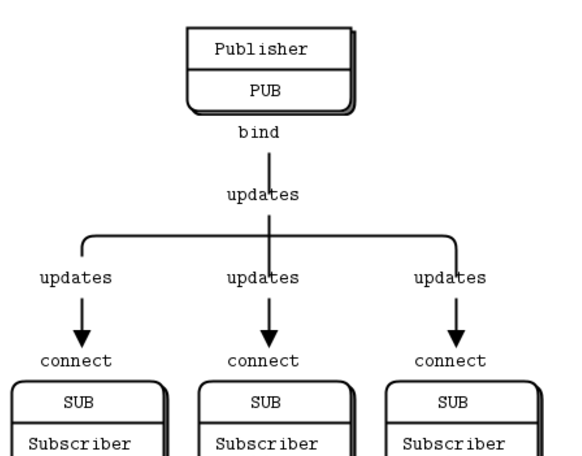 Publisher
PUB
bind
updates
updates updates updates
connect connect connect
SUB SUB SUB
Subscriber Subscriber Subscriber